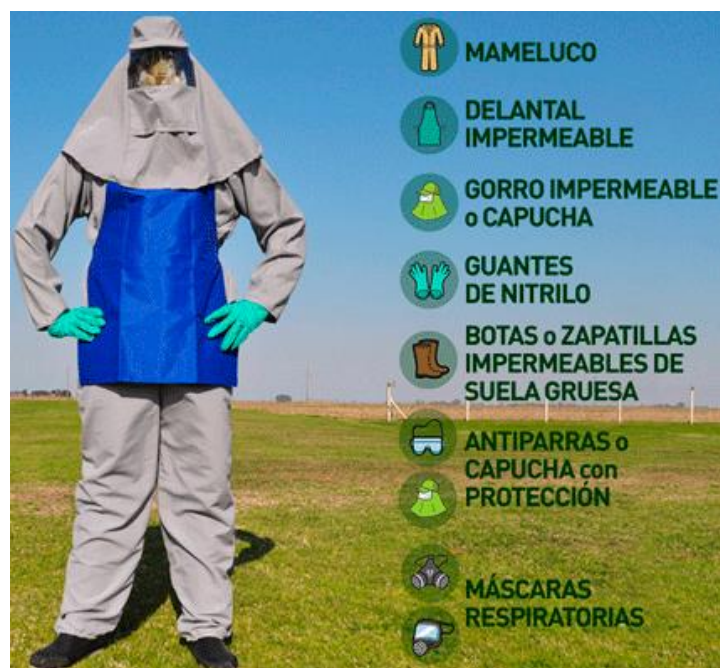 MAMELUCO
DELANTAL
IMPERMEABLE
GORRO IMPERMEABLE
o CAPUCHA
GUANTES
DE NITRILO
BOTAS o ZAPATILLAS
IMPERMEABLES DE
SUELA GRUESA
ANTIPARRAS o
CAPUCHA con
PROTECCIÓN
MÁSCARAS
RESPIRATORIAS